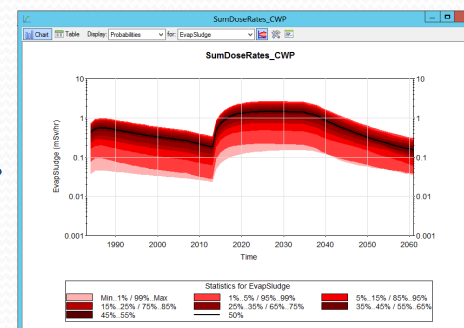 SumDoseRates_CWP
Chart Table Display: Probabilities for: EvapSludge
SumDoseRates_CWP
10 10
1 1
EvapSludge (mSv/hr)
0.1 0.1
0.01 0.01
0.001 0.001
1990 2000 2010 2020 2030 2040 2050 2060
Time
Statistics for EvapSludge
Min..1% / 99%..Max 1%..5% / 95%..99% 5%..15% / 85%..95%
15%..25% / 75%..85% 25%..35% / 65%..75% 35%..45% / 55%..65%
45%..55% 50%